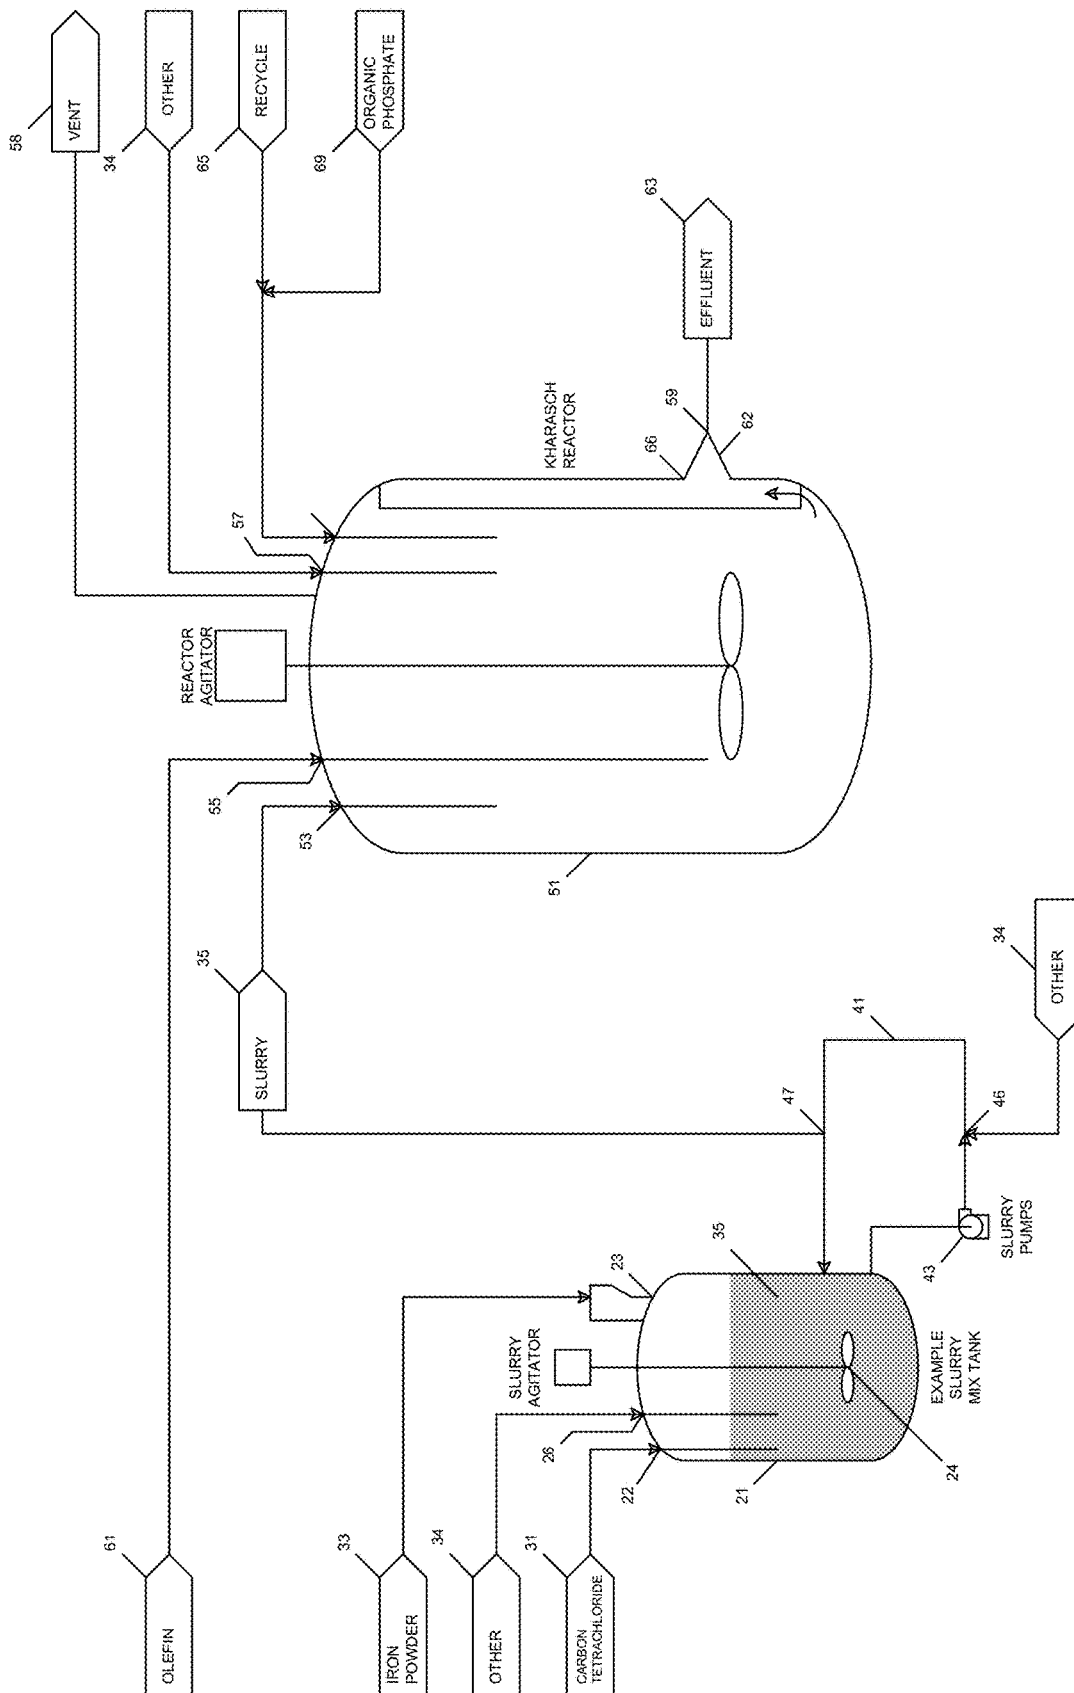 58
VENT
34
OTHER
65
RECYCLE
69
ORGANIC
PHOSPHATE
63
EFFLUENT
KHARASCH
REACTOR
59
66
62
57
REACTOR
AGITATOR
55
53
51
35
SLURRY
34
OTHER
41
47
46
SLURRY
PUMPS
43
35
23
SLURRY
AGITATOR
EXAMPLE
SLURRY
MIX TANK
26
22
21
24
61
OLEFIN
33
IRON
POWDER
34
OTHER
31
CARBON
TETRACHLORIDE